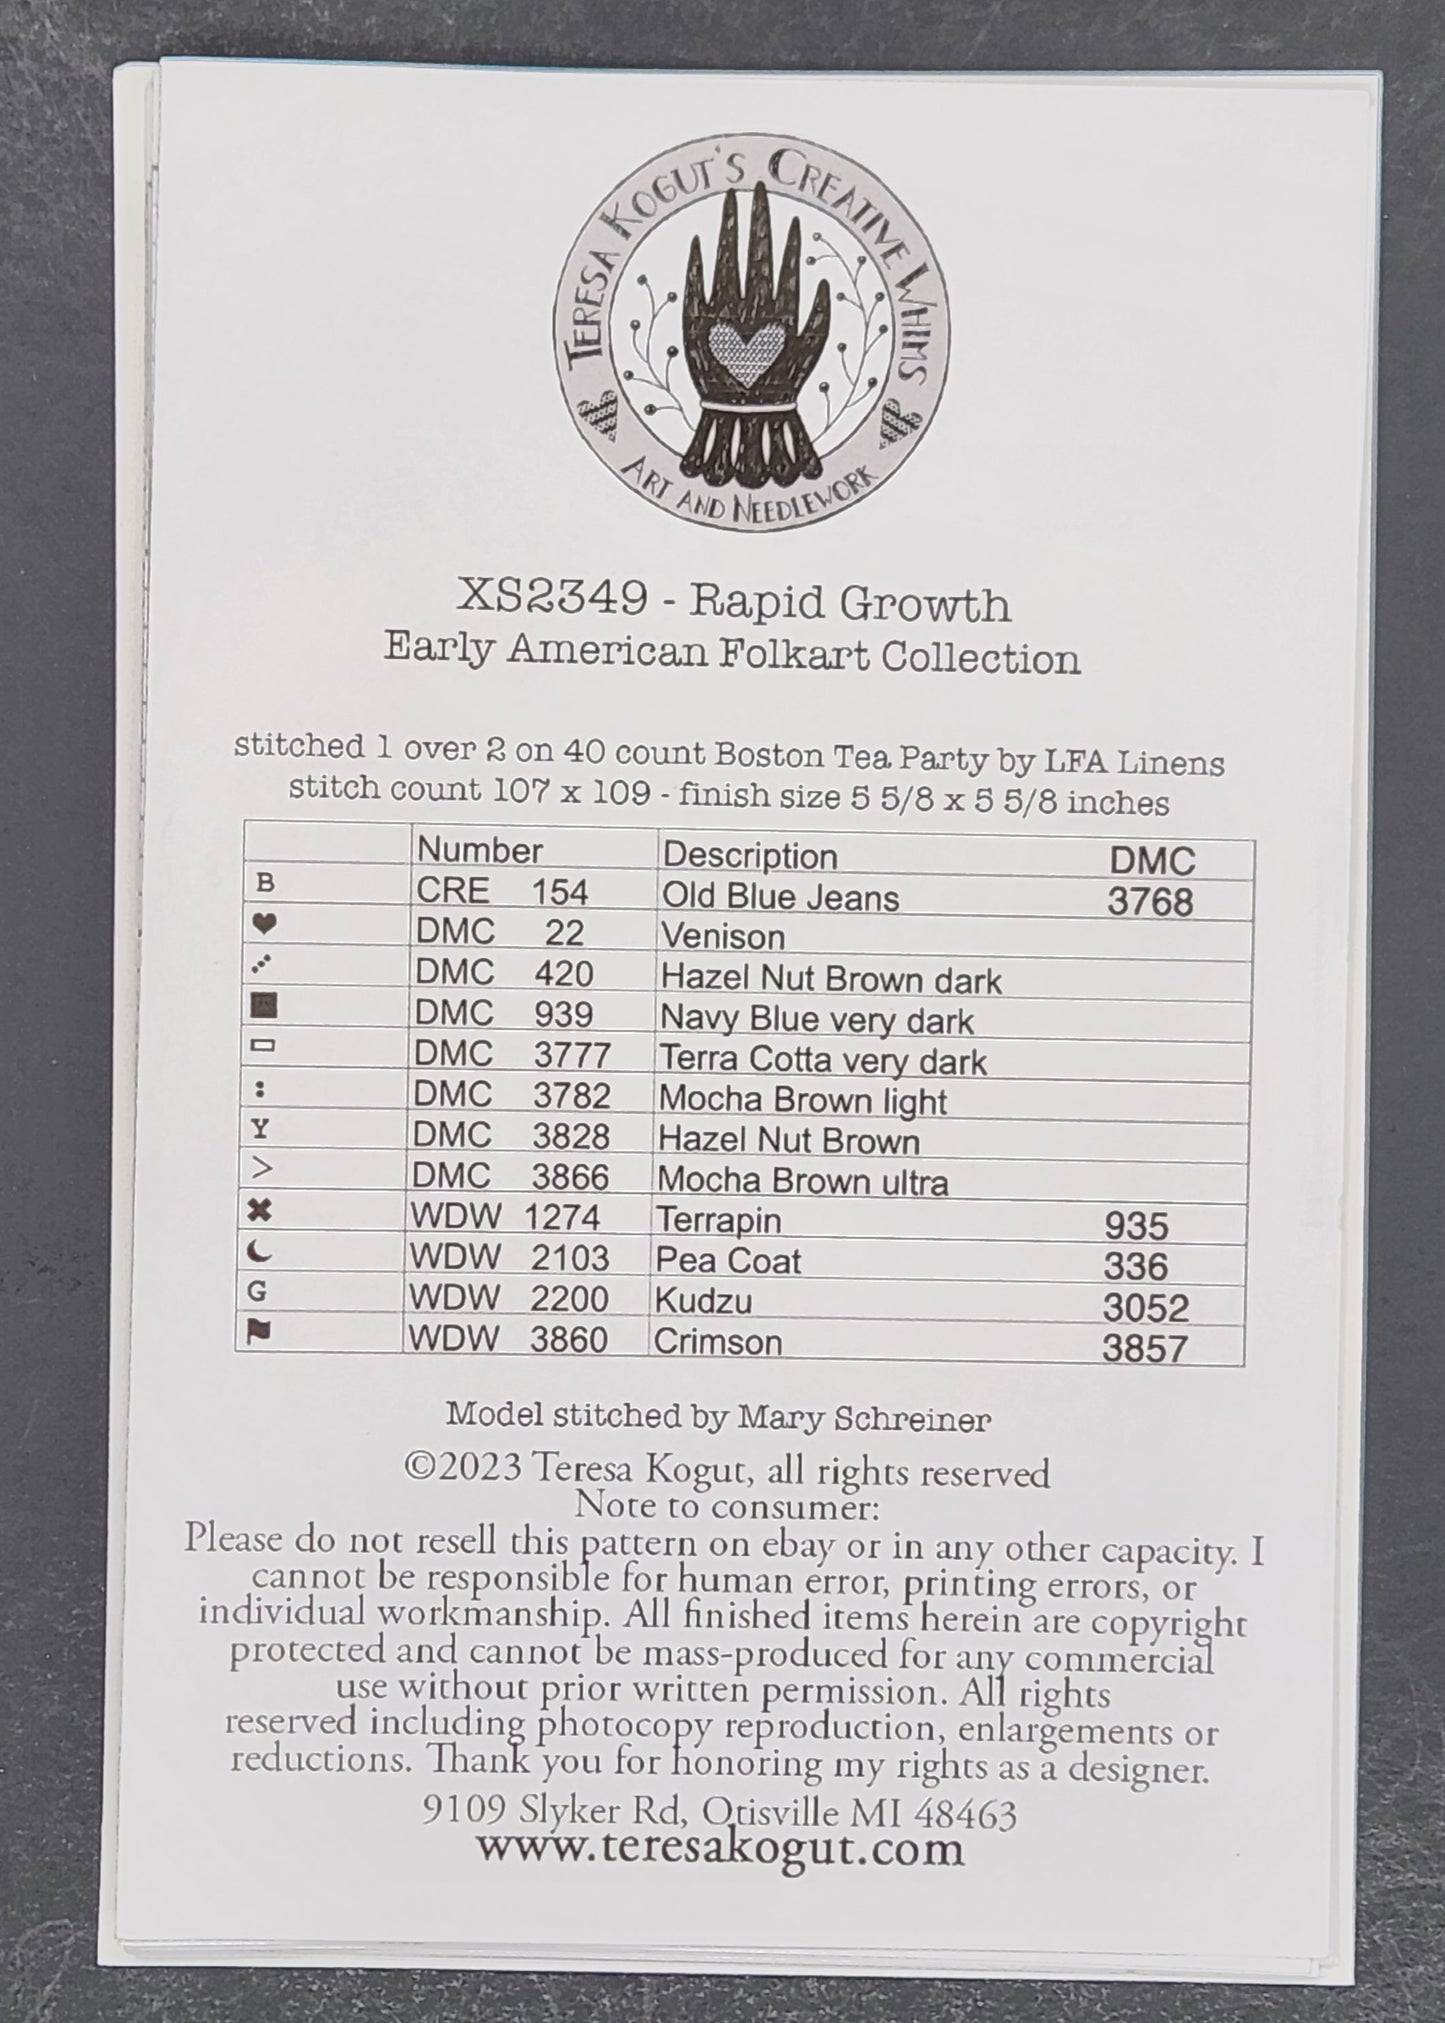 TERESA KOGUT'S CREATIVE WHIMS
ART AND NEEDLEWORK
XS2349 - Rapid Growth
Early American Folkart Collection
stitched 1 over 2 on 40 count Boston Tea Party by LFA Linens
stitch count 107 x 109 - finish size 5 5/8 x 5 5/8 inches
Number Description DMC
B CRE 154 Old Blue Jeans 3768
♥ DMC 22 Venison
⋰ DMC 420 Hazel Nut Brown dark
■ DMC 939 Navy Blue very dark
▭ DMC 3777 Terra Cotta very dark
: DMC 3782 Mocha Brown light
Y DMC 3828 Hazel Nut Brown
> DMC 3866 Mocha Brown ultra
✖ WDW 1274 Terrapin 935
☾ WDW 2103 Pea Coat 336
G WDW 2200 Kudzu 3052
⚑ WDW 3860 Crimson 3857
Model stitched by Mary Schreiner
©2023 Teresa Kogut, all rights reserved
Note to consumer:
Please do not resell this pattern on ebay or in any other capacity. I
cannot be responsible for human error, printing errors, or
individual workmanship. All finished items herein are copyright
protected and cannot be mass-produced for any commercial
use without prior written permission. All rights
reserved including photocopy reproduction, enlargements or
reductions. Thank you for honoring my rights as a designer.
9109 Slyker Rd, Otisville MI 48463
www.teresakogut.com